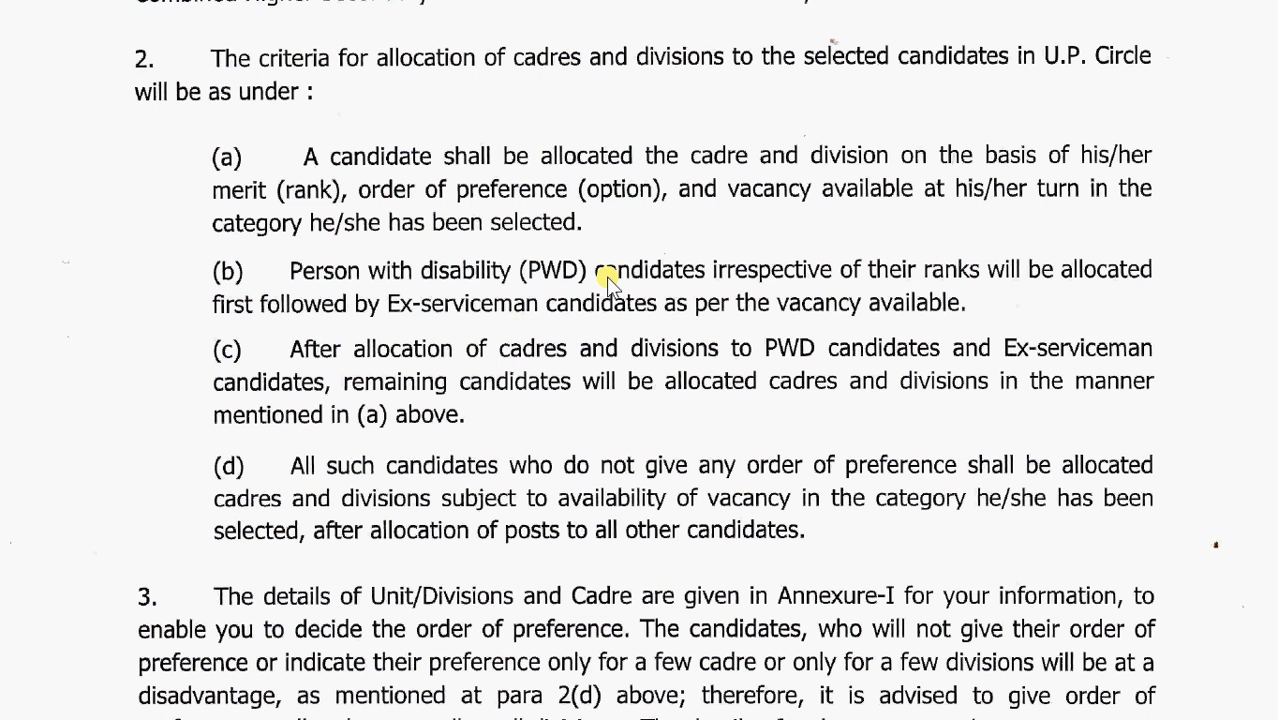 2. The criteria for allocation of cadres and divisions to the selected candidates in U.P. Circle
will be as under :
(a) A candidate shall be allocated the cadre and division on the basis of his/her
merit (rank), order of preference (option), and vacancy available at his/her turn in the
category he/she has been selected.
(b) Person with disability (PWD) candidates irrespective of their ranks will be allocated
first followed by Ex-serviceman candidates as per the vacancy available.
(c) After allocation of cadres and divisions to PWD candidates and Ex-serviceman
candidates, remaining candidates will be allocated cadres and divisions in the manner
mentioned in (a) above.
(d) All such candidates who do not give any order of preference shall be allocated
cadres and divisions subject to availability of vacancy in the category he/she has been
selected, after allocation of posts to all other candidates.
3. The details of Unit/Divisions and Cadre are given in Annexure-I for your information, to
enable you to decide the order of preference. The candidates, who will not give their order of
preference or indicate their preference only for a few cadre or only for a few divisions will be at a
disadvantage, as mentioned at para 2(d) above; therefore, it is advised to give order of